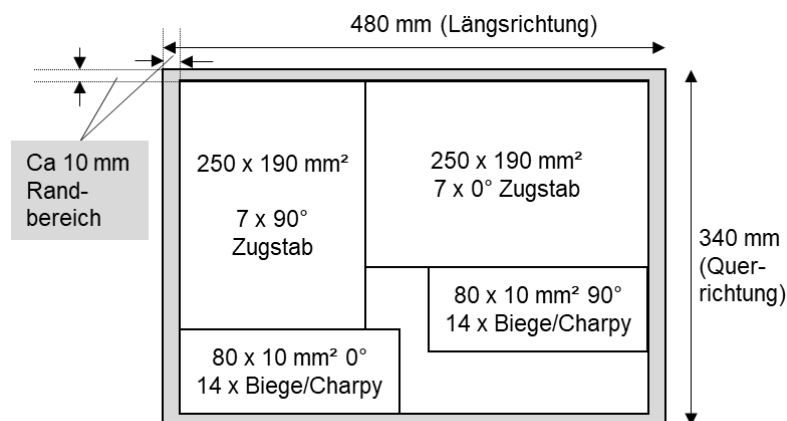 480 mm (Längsrichtung)
Ca 10 mm
Rand-
bereich
250 x 190 mm²
7 x 90°
Zugstab
250 x 190 mm²
7 x 0° Zugstab
340 mm
(Quer-
richtung)
80 x 10 mm² 90°
14 x Biege/Charpy
80 x 10 mm² 0°
14 x Biege/Charpy